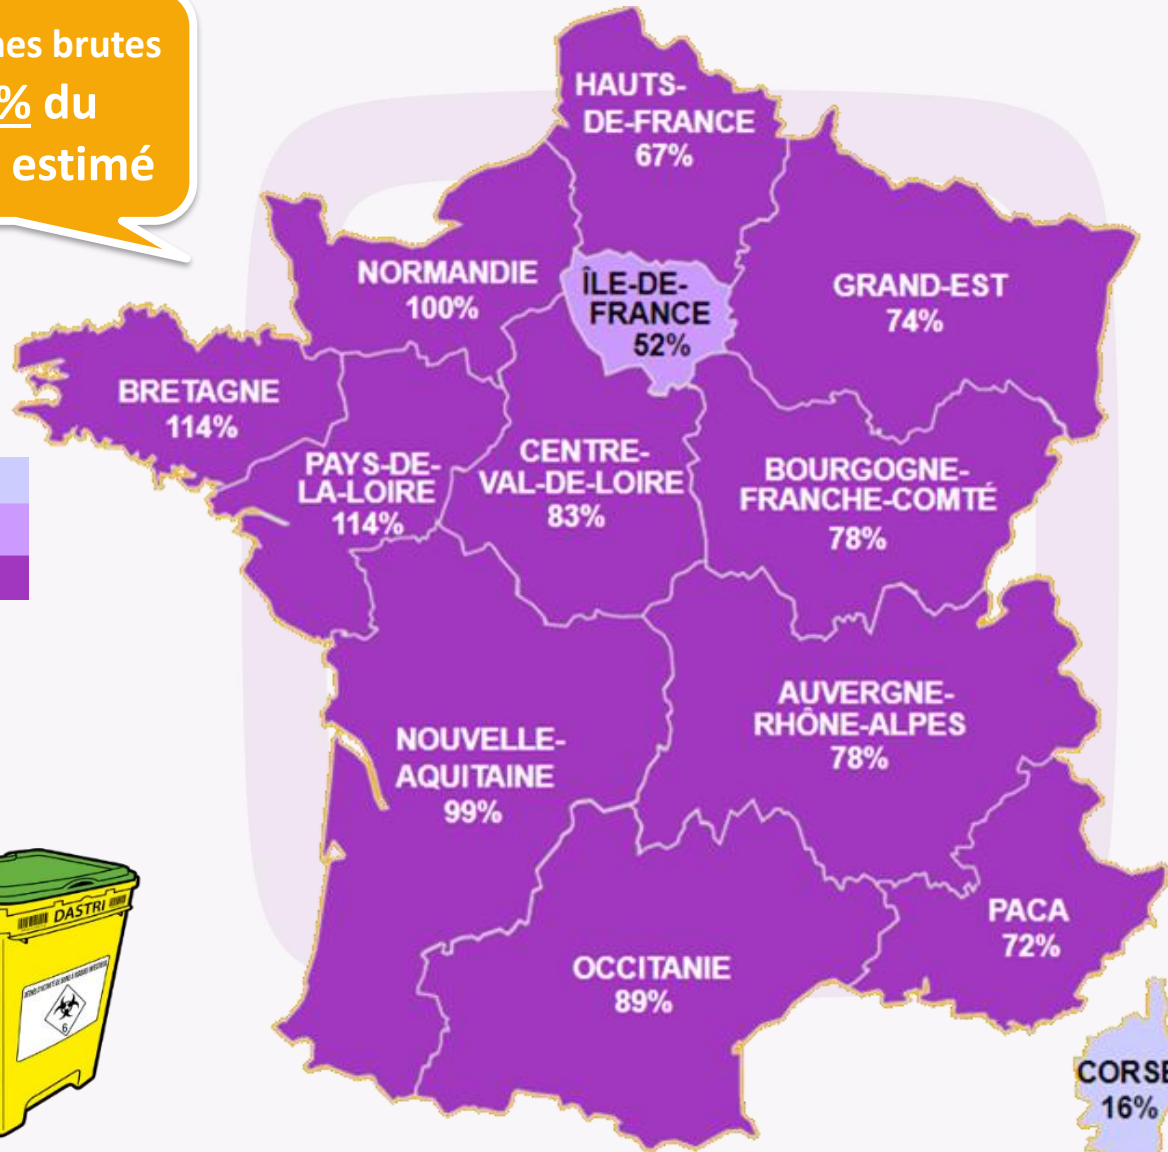 brutes
% du
estimé
HAUTS-
DE-FRANCE
67%
NORMANDIE
100%
ÎLE-DE-
FRANCE
52%
GRAND-EST
74%
BRETAGNE
114%
PAYS-DE-
LA-LOIRE
114%
CENTRE-
VAL-DE-LOIRE
83%
BOURGOGNE-
FRANCHE-COMTÉ
78%
AUVERGNE-
RHÔNE-ALPES
78%
NOUVELLE-
AQUITAINE
99%
PACA
72%
OCCITANIE
89%
CORSE
16%
DASTRI
6